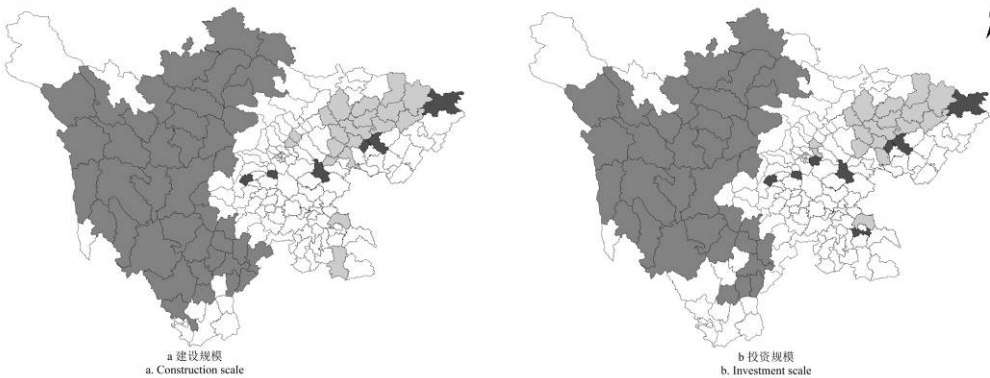 a 建设规模
a. Construction scale
b 投资规模
b. Investment scale